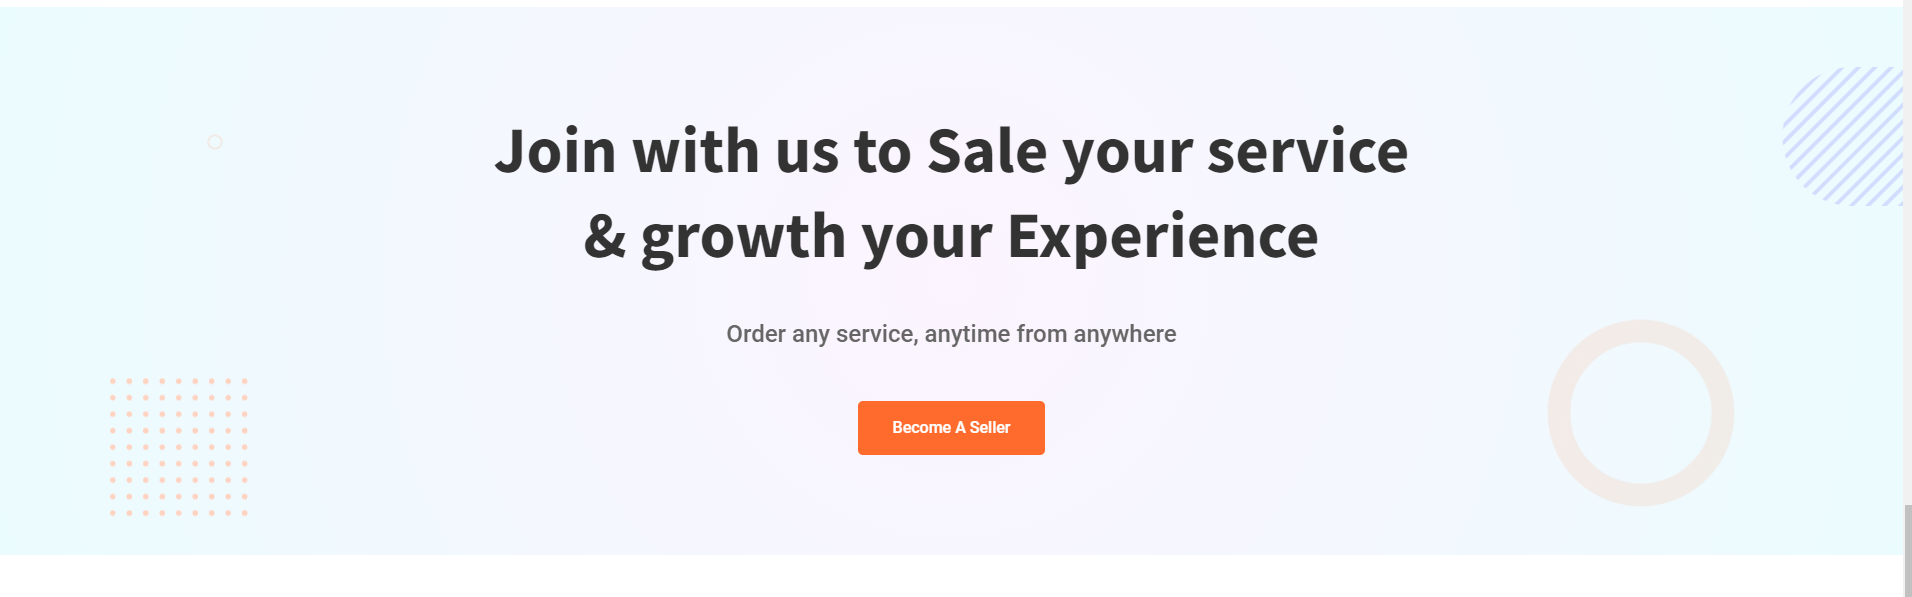 Join with us to Sale your service
& growth your Experience
Order any service, anytime from anywhere
Become A Seller